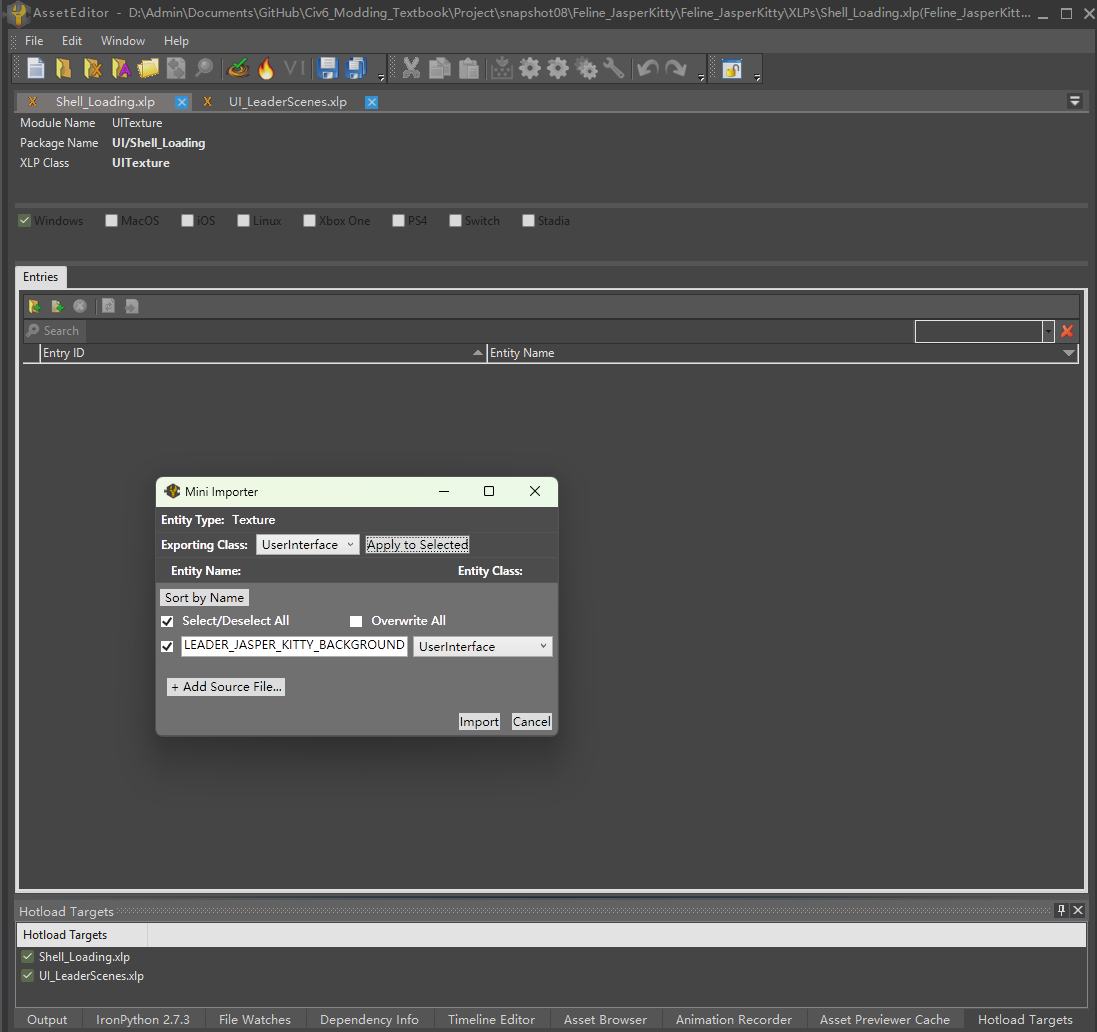 AssetEditor - D:\Admin\Documents\GitHub\Civ6_Modding_Textbook\Project\snapshot08\Feline_JasperKitty\Feline_JasperKitty\XLPs\Shell_Loading.xlp(Feline_JasperKitt...
File Edit Window Help
VI
Shell_Loading.xlp UI_LeaderScenes.xlp
Module Name UITexture
Package Name UI/Shell_Loading
XLP Class UITexture
Windows MacOS iOS Linux Xbox One PS4 Switch Stadia
Entries
Search
Entry ID Entity Name
Mini Importer
Entity Type: Texture
Exporting Class: UserInterface Apply to Selected
Entity Name: Entity Class:
Sort by Name
Select/Deselect All Overwrite All
LEADER_JASPER_KITTY_BACKGROUND UserInterface
+ Add Source File...
Import Cancel
Hotload Targets
Hotload Targets
Shell_Loading.xlp
UI_LeaderScenes.xlp
Output IronPython 2.7.3 File Watches Dependency Info Timeline Editor Asset Browser Animation Recorder Asset Previewer Cache Hotload Targets